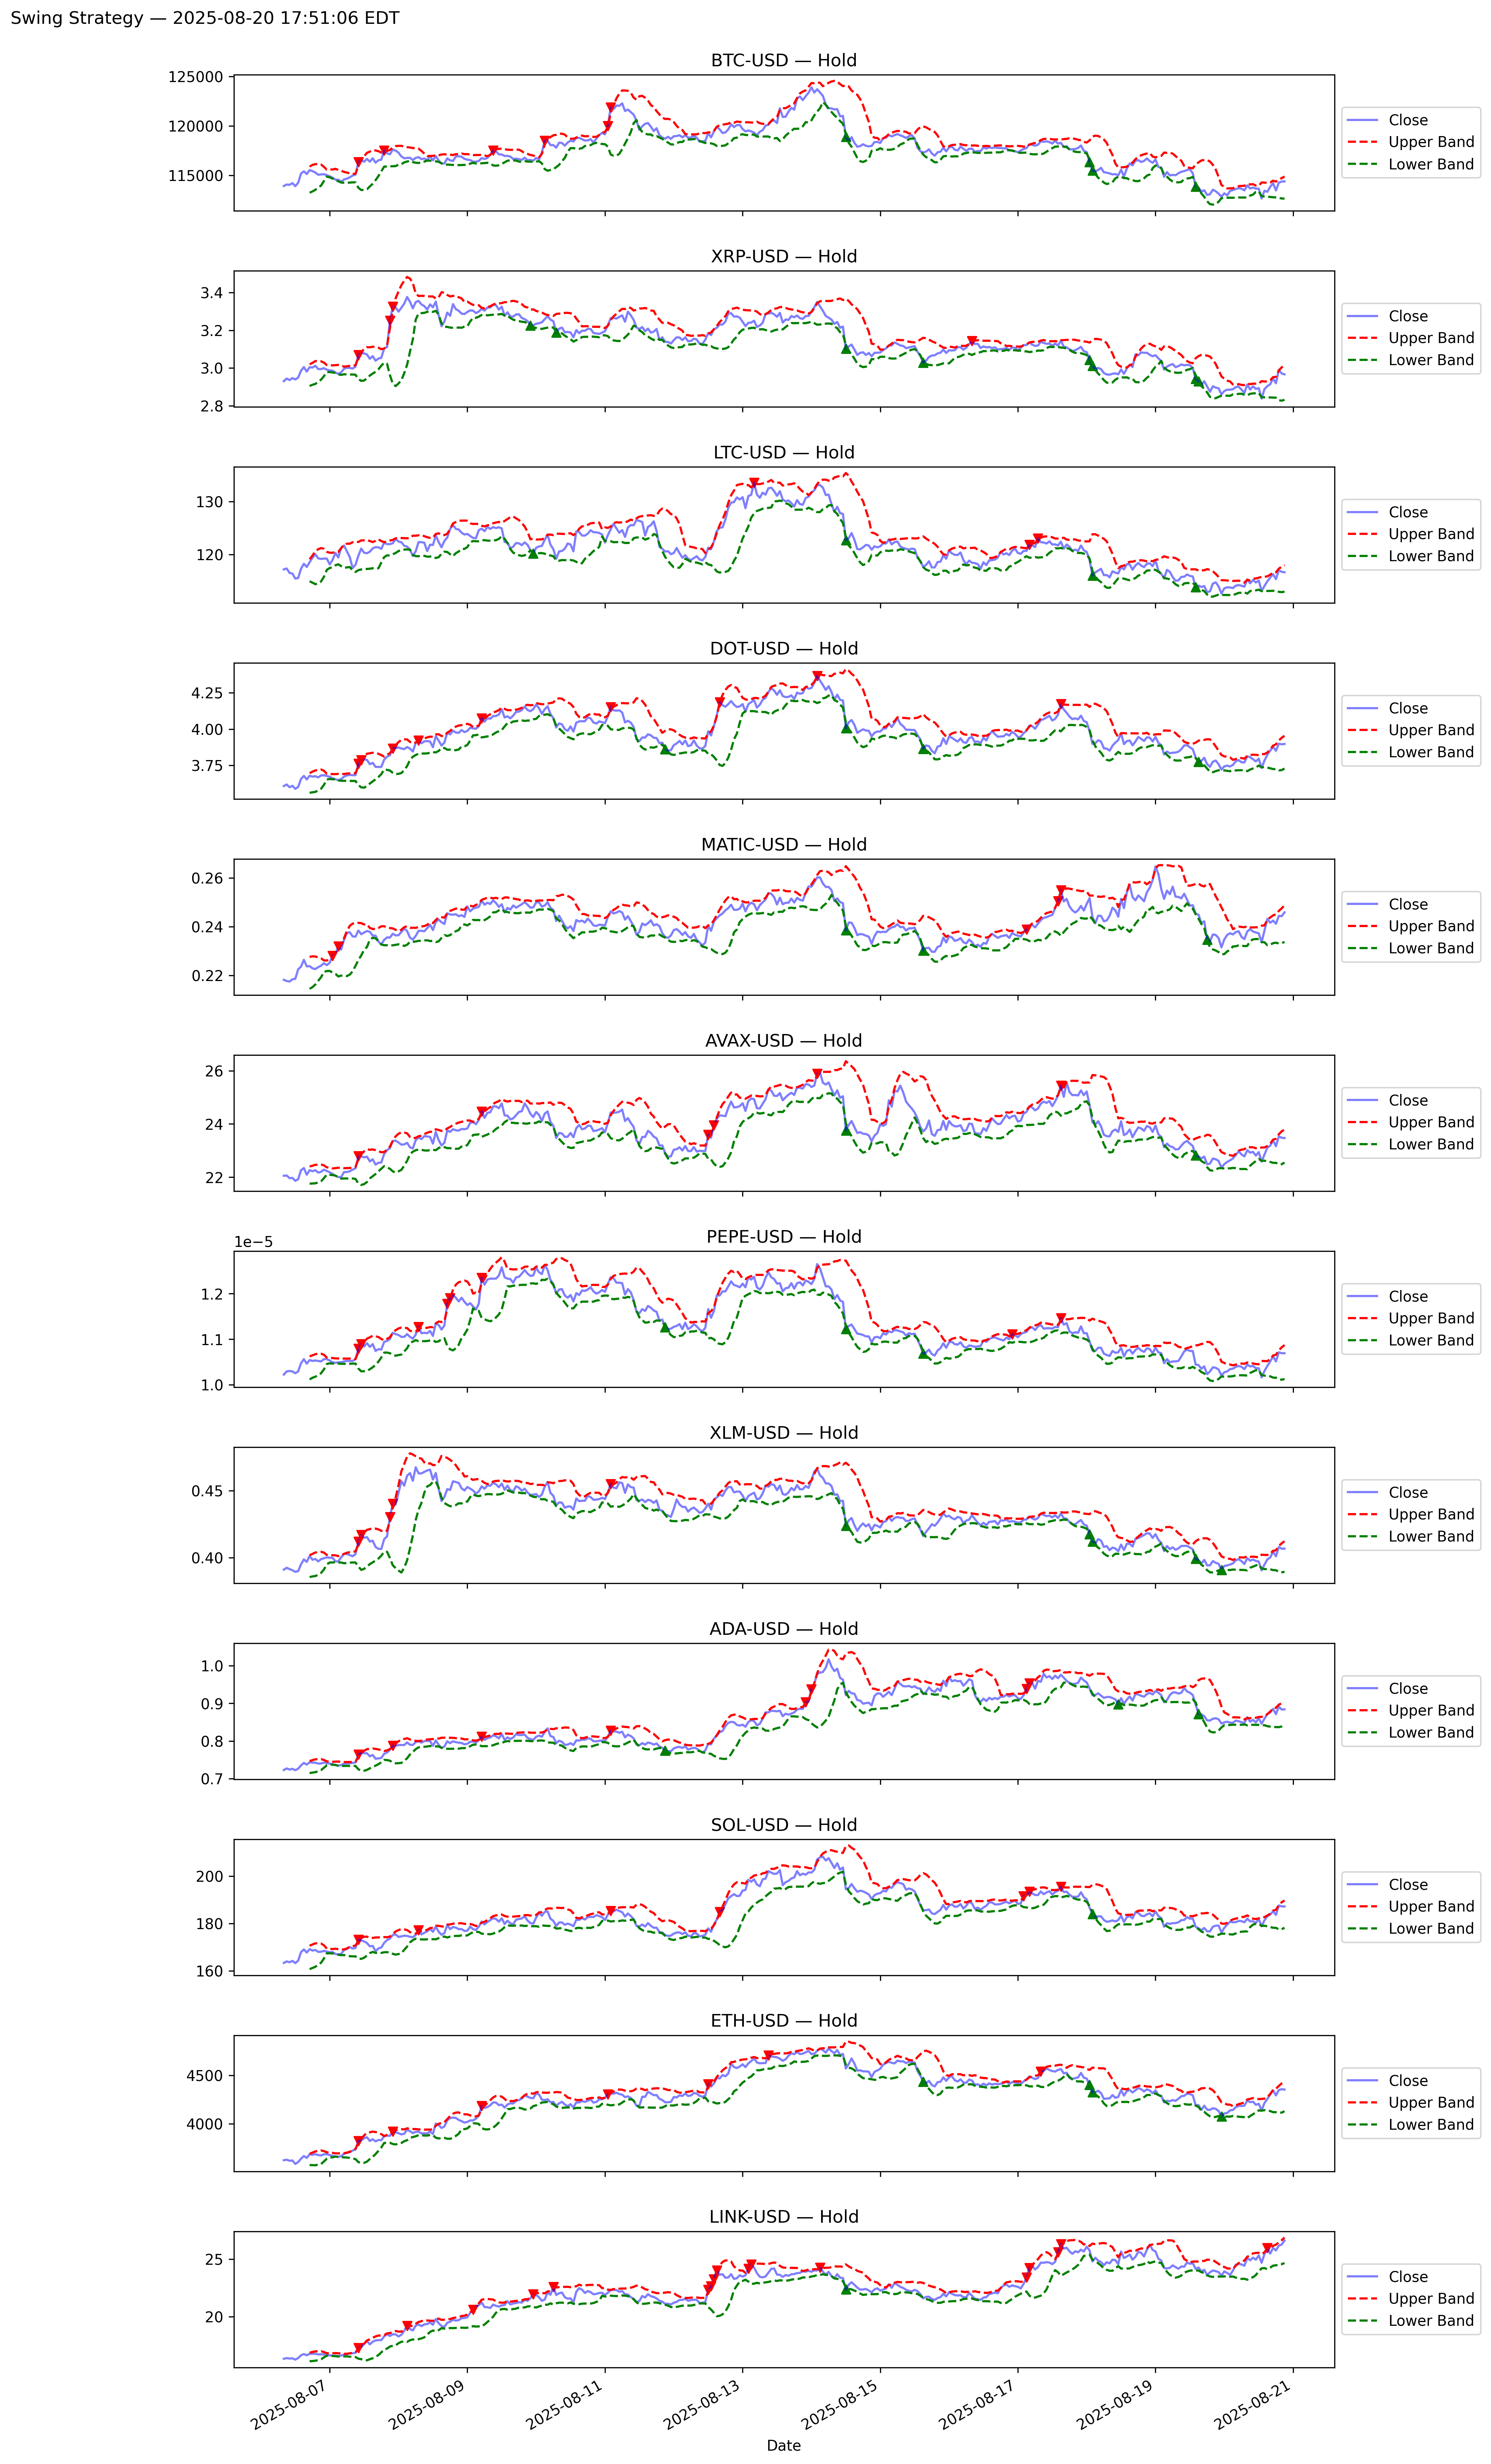 Swing Strategy — 2025-08-20 17:51:06 EDT
BTC-USD — Hold
125000
120000
115000
Close
Upper Band
Lower Band
XRP-USD — Hold
3.4
3.2
3.0
2.8
Close
Upper Band
Lower Band
LTC-USD — Hold
130
120
Close
Upper Band
Lower Band
DOT-USD — Hold
4.25
4.00
3.75
Close
Upper Band
Lower Band
MATIC-USD — Hold
0.26
0.24
0.22
Close
Upper Band
Lower Band
AVAX-USD — Hold
26
24
22
Close
Upper Band
Lower Band
PEPE-USD — Hold
1e−5
1.2
1.1
1.0
Close
Upper Band
Lower Band
XLM-USD — Hold
0.45
0.40
Close
Upper Band
Lower Band
ADA-USD — Hold
1.0
0.9
0.8
0.7
Close
Upper Band
Lower Band
SOL-USD — Hold
200
180
160
Close
Upper Band
Lower Band
ETH-USD — Hold
4500
4000
Close
Upper Band
Lower Band
LINK-USD — Hold
25
20
Close
Upper Band
Lower Band
2025-08-07
2025-08-09
2025-08-11
2025-08-13
2025-08-15
2025-08-17
2025-08-19
2025-08-21
Date